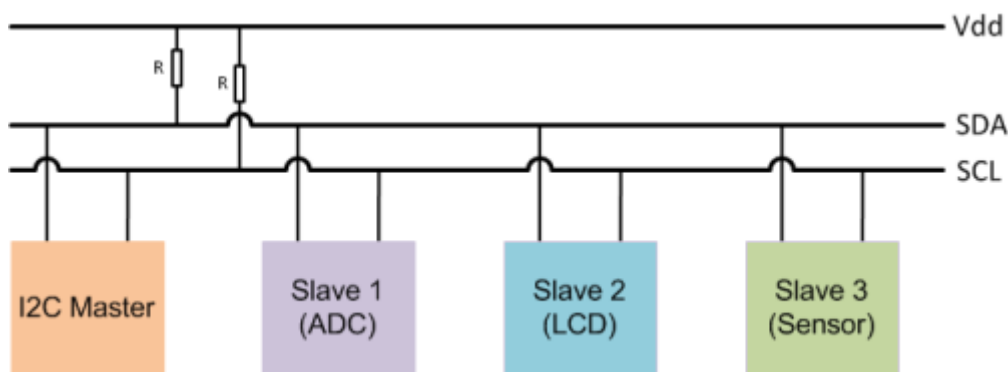 Vdd
R
R
SDA
SCL
I2C Master
Slave 1
(ADC)
Slave 2
(LCD)
Slave 3
(Sensor)